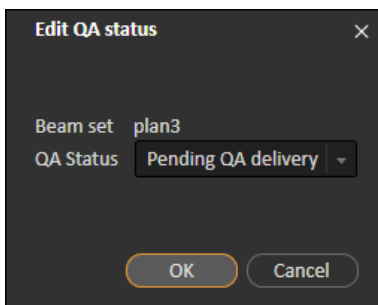 Edit QA status
Beam set plan3
QA Status Pending QA delivery
OK Cancel